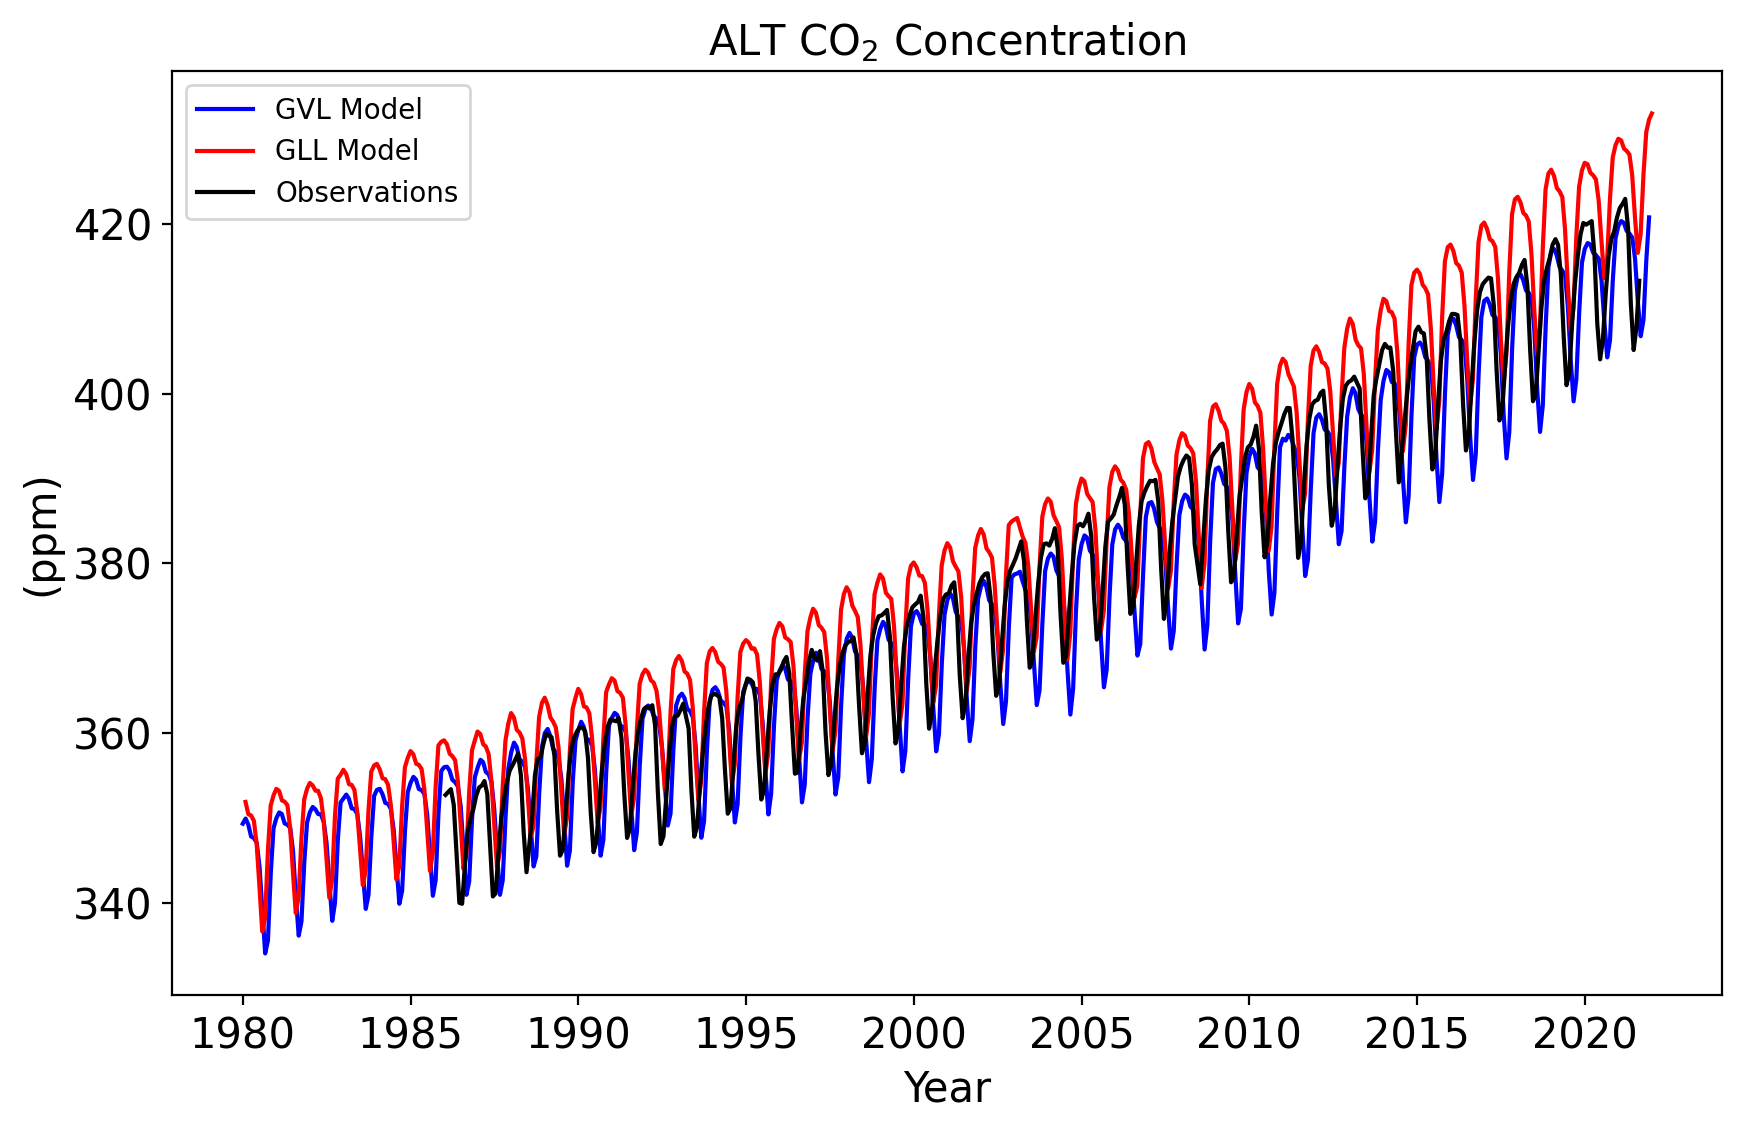 ALT CO₂ Concentration
GVL Model
GLL Model
Observations
(ppm)
420
400
380
360
340
1980 1985 1990 1995 2000 2005 2010 2015 2020
Year